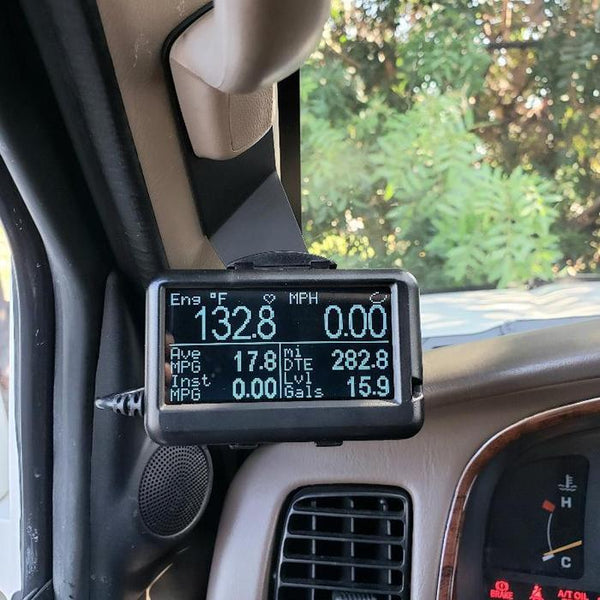 Eng °F MPH
132.8 0.00
Ave MPG 17.8 mi DTE 282.8
Inst MPG 0.00 Lvl Gals 15.9
H
C
BRAKE A/T OIL